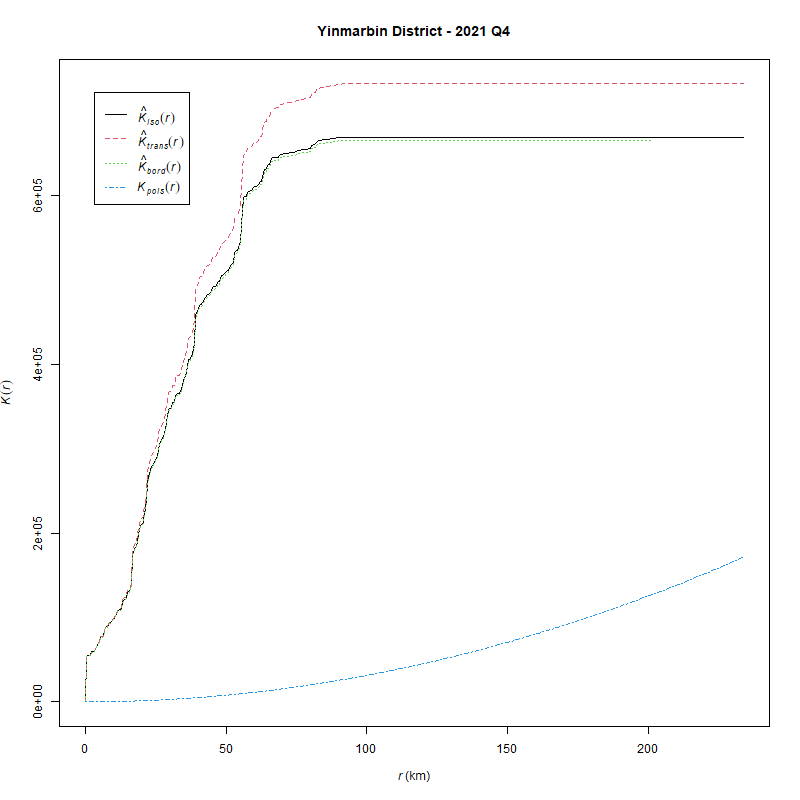 Yinmarbin District - 2021 Q4
K̂iso(r)
K̂trans(r)
K̂bord(r)
Kpois(r)
K(r)
6e+05
4e+05
2e+05
0e+00
0 50 100 150 200
r (km)